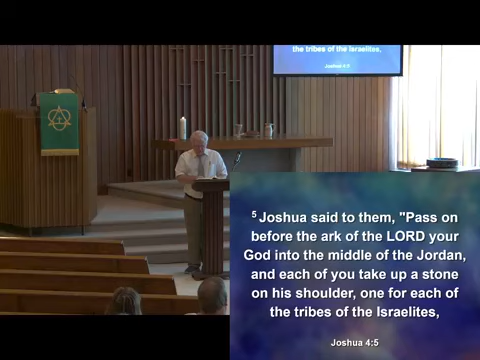 the tribes of the Israelites,
Joshua 4:5
5 Joshua said to them, "Pass on
before the ark of the LORD your
God into the middle of the Jordan,
and each of you take up a stone
on his shoulder, one for each of
the tribes of the Israelites,
Joshua 4:5